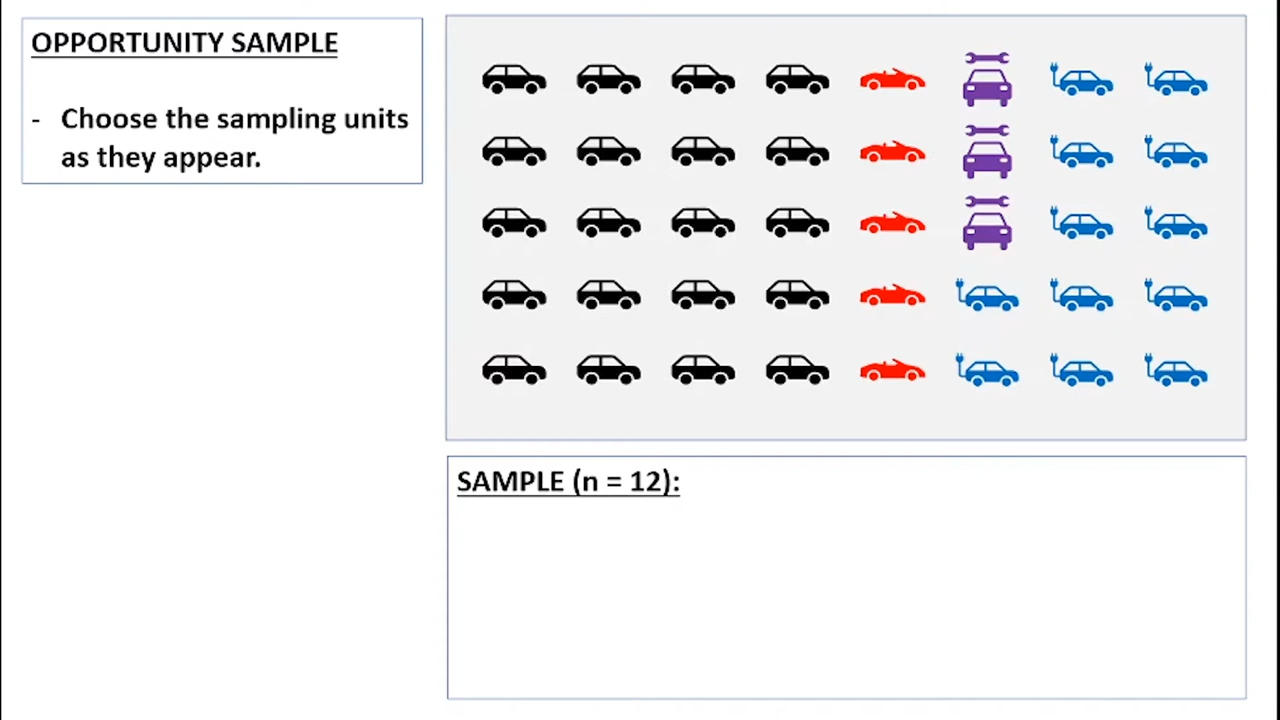 OPPORTUNITY SAMPLE
- Choose the sampling units
as they appear.
SAMPLE (n = 12):